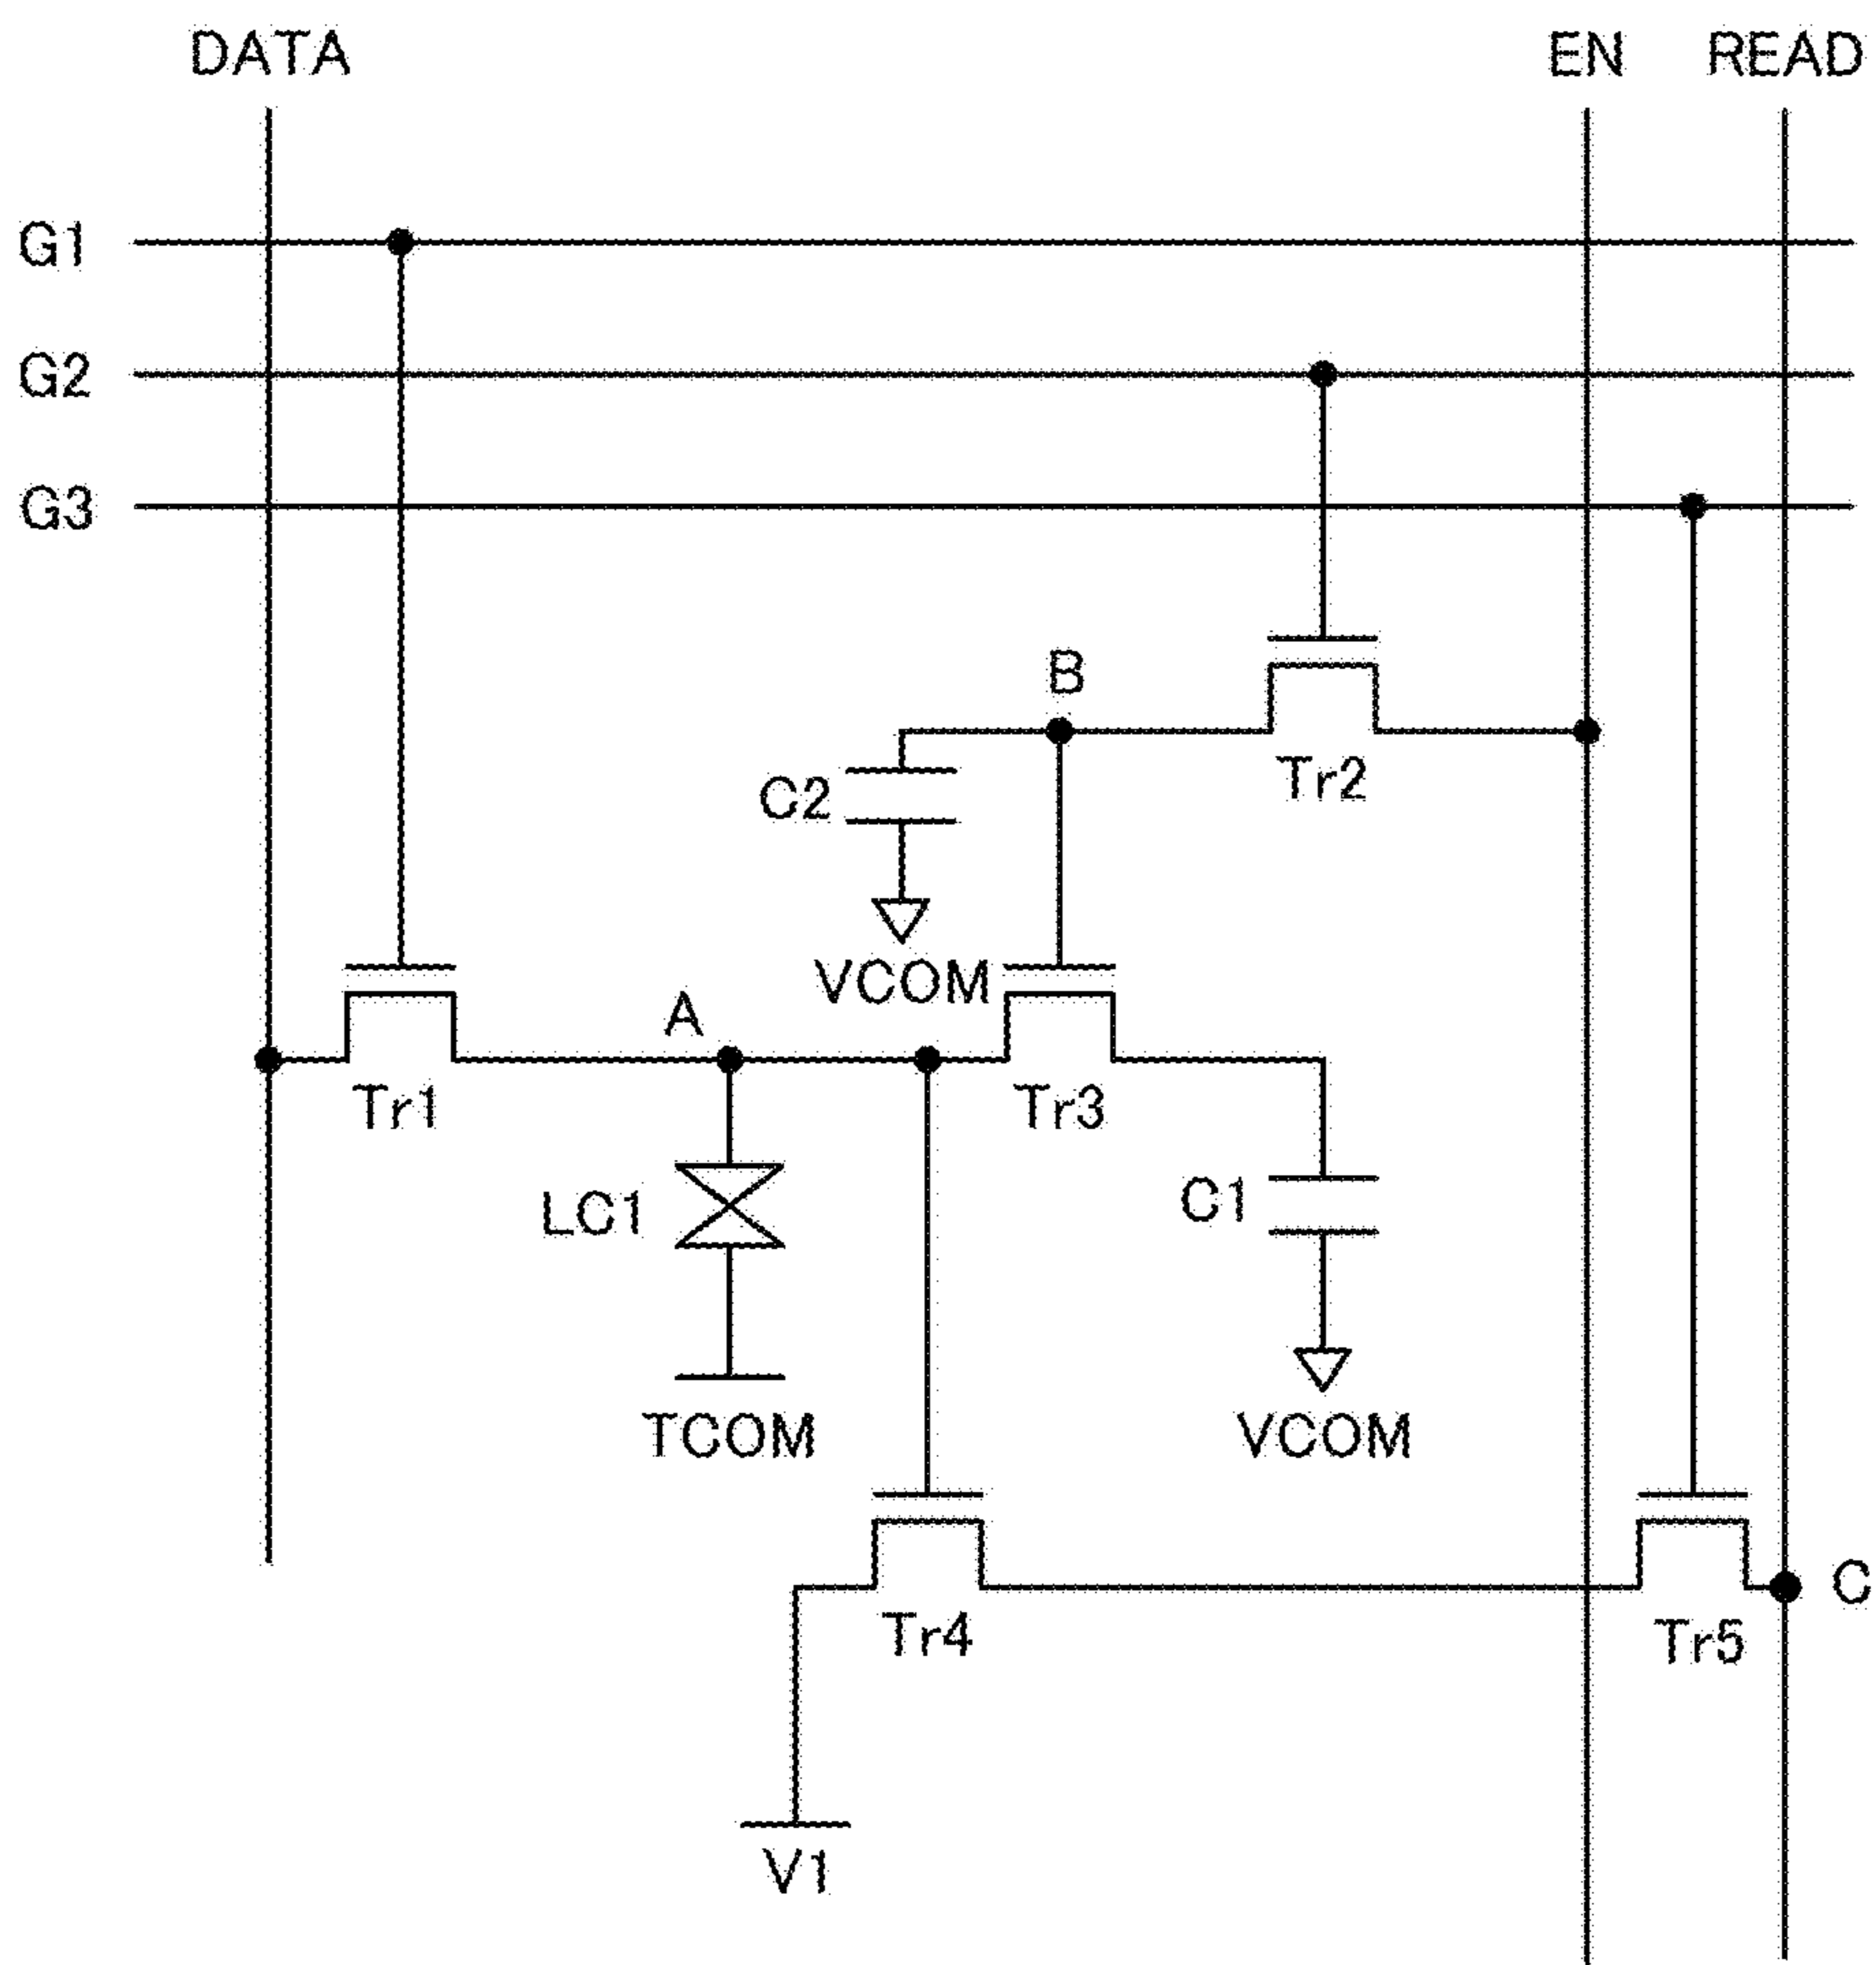 DATA
EN
READ
G1
G2
G3
B
Tr2
C2
VCOM
A
Tr1
Tr3
LC1
C1
TCOM
VCOM
C
Tr4
Tr5
V1